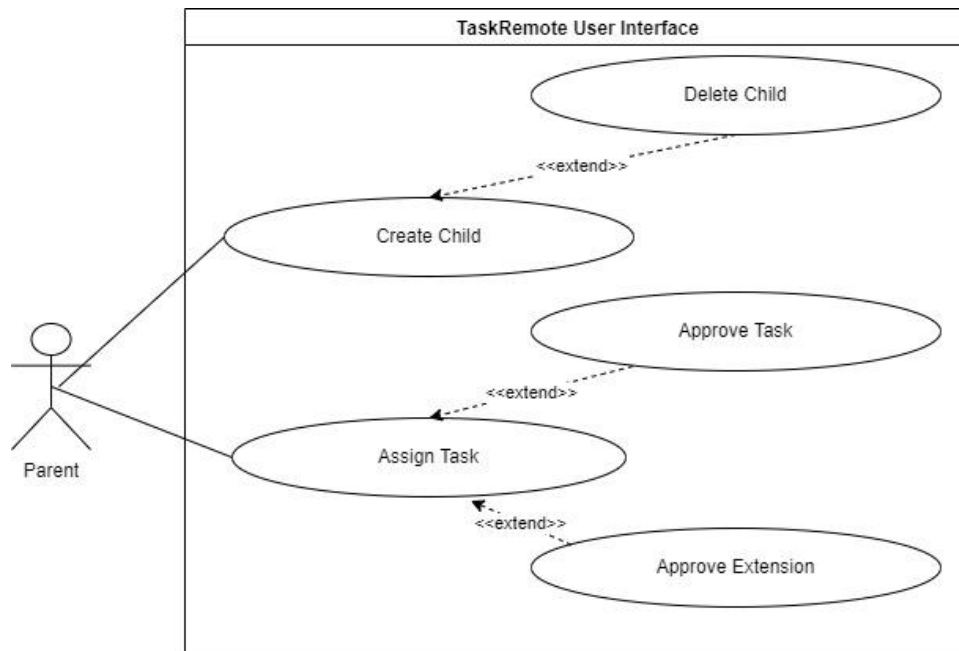 TaskRemote User Interface
Delete Child
<<extend>>
Create Child
Approve Task
<<extend>>
Assign Task
Parent
<<extend>>
Approve Extension